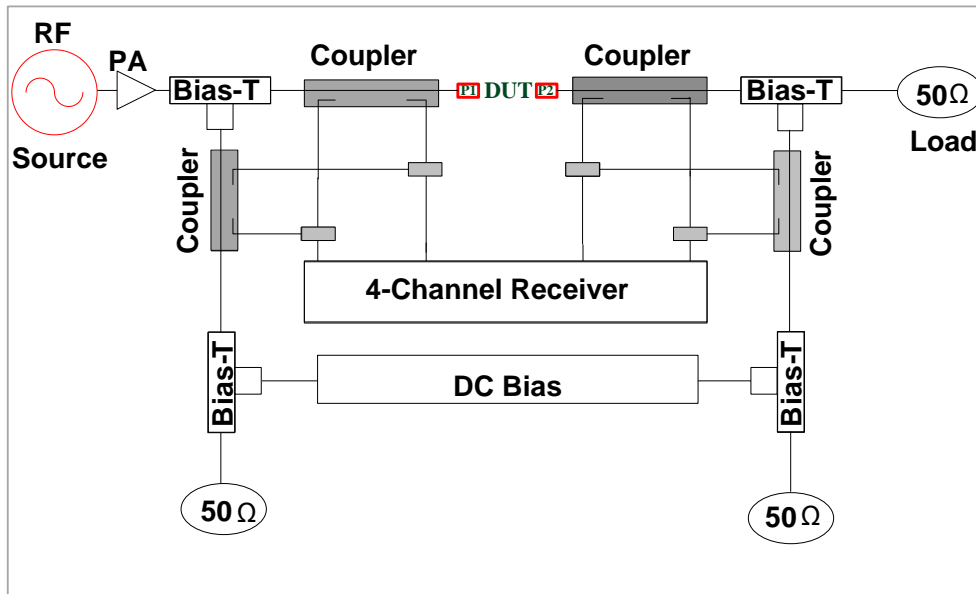 RF
PA
Source
Bias-T
Coupler
P1 DUT P2
Coupler
Bias-T
50Ω
Load
Coupler
Coupler
4-Channel Receiver
Bias-T
DC Bias
Bias-T
50Ω
50Ω